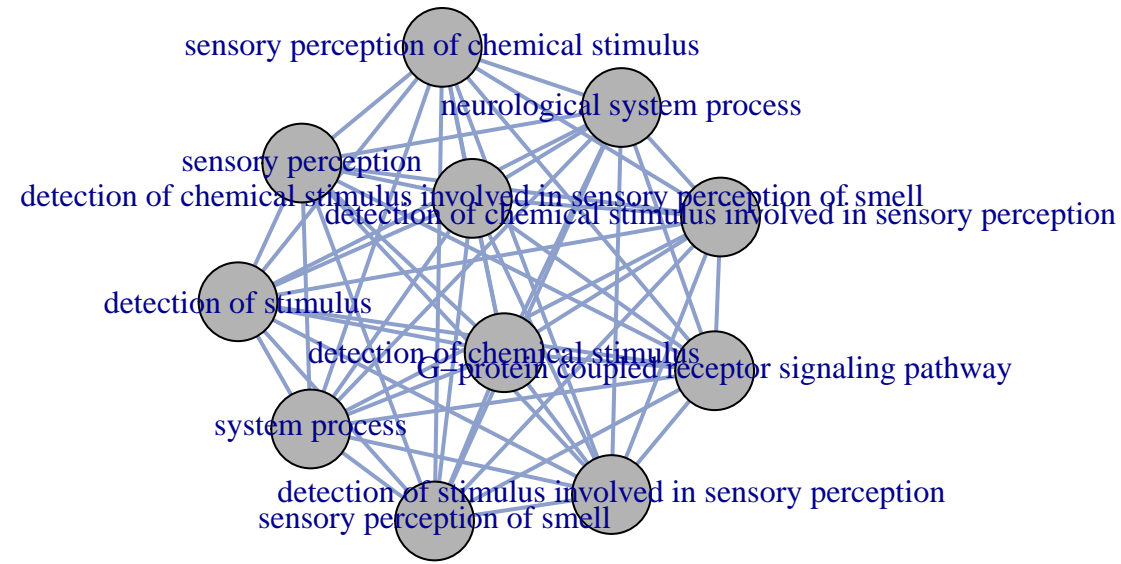 sensory perception of chemical stimulus
neurological system process
sensory perception
detection of chemical stimulus involved in sensory perception of smell
detection of chemical stimulus involved in sensory perception
detection of stimulus
detection of chemical stimulus
G−protein coupled receptor signaling pathway
system process
detection of stimulus involved in sensory perception
sensory perception of smell